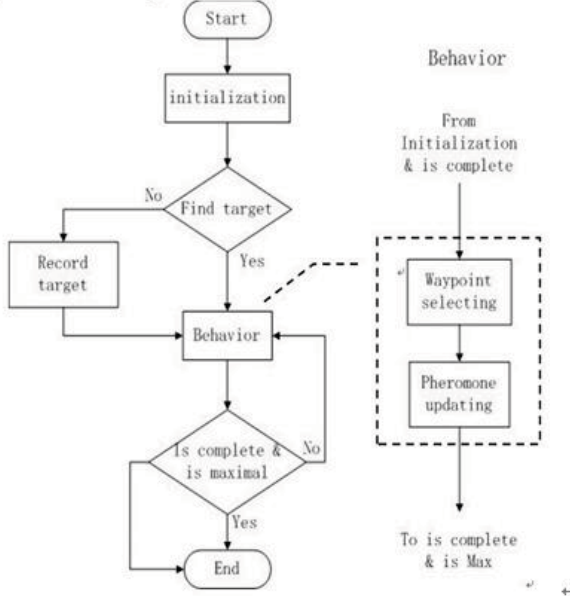 Start
initialization
Find target
No
Yes
Record
target
Behavior
Is complete &
is maximal
No
Yes
End
Behavior
From
Initialization
& is complete
Waypoint
selecting
Pheromone
updating
To is complete
& is Max